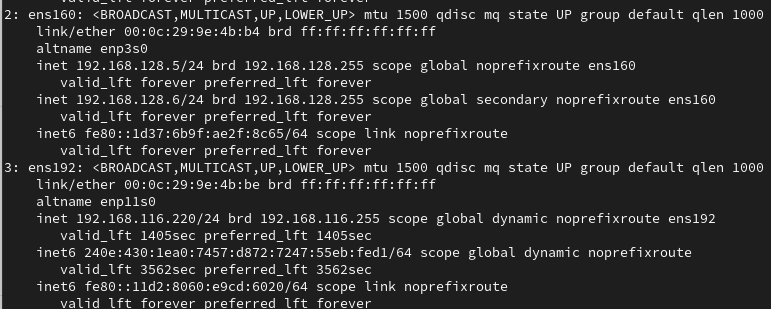 valid_lft forever preferred_lft forever
2: ens160: <BROADCAST,MULTICAST,UP,LOWER_UP> mtu 1500 qdisc mq state UP group default qlen 1000
link/ether 00:0c:29:9e:4b:b4 brd ff:ff:ff:ff:ff:ff
altname enp3s0
inet 192.168.128.5/24 brd 192.168.128.255 scope global noprefixroute ens160
valid_lft forever preferred_lft forever
inet 192.168.128.6/24 brd 192.168.128.255 scope global secondary noprefixroute ens160
valid_lft forever preferred_lft forever
inet6 fe80::1d37:6b9f:ae2f:8c65/64 scope link noprefixroute
valid_lft forever preferred_lft forever
3: ens192: <BROADCAST,MULTICAST,UP,LOWER_UP> mtu 1500 qdisc mq state UP group default qlen 1000
link/ether 00:0c:29:9e:4b:be brd ff:ff:ff:ff:ff:ff
altname enp11s0
inet 192.168.116.220/24 brd 192.168.116.255 scope global dynamic noprefixroute ens192
valid_lft 1405sec preferred_lft 1405sec
inet6 240e:430:1ea0:7457:d872:7247:55eb:fed1/64 scope global dynamic noprefixroute
valid_lft 3562sec preferred_lft 3562sec
inet6 fe80::11d2:8060:e9cd:6020/64 scope link noprefixroute
valid_lft forever preferred_lft forever